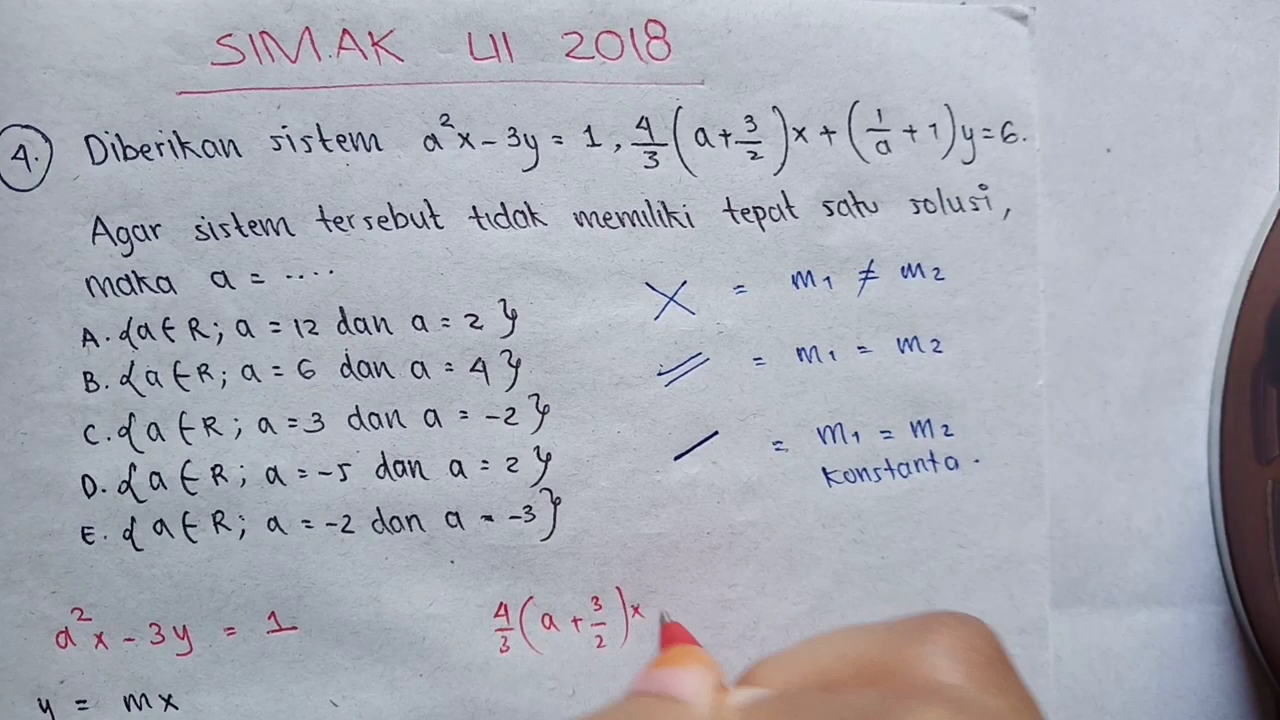 SIMAK UI 2018
4. Diberikan sistem a²x - 3y = 1, 4/3 (a + 3/2)x + (1/a + 1)y = 6.
Agar sistem tersebut tidak memiliki tepat satu solusi,
maka a = ....
A. {a ∈ R; a = 12 dan a = 2}
B. {a ∈ R; a = 6 dan a = 4}
C. {a ∈ R; a = 3 dan a = -2}
D. {a ∈ R; a = -5 dan a = 2}
E. {a ∈ R; a = -2 dan a = -3}
= m₁ ≠ m₂
= m₁ = m₂
= m₁ = m₂
konstanta.
a²x - 3y = 1
4/3 (a + 3/2)x
y = mx